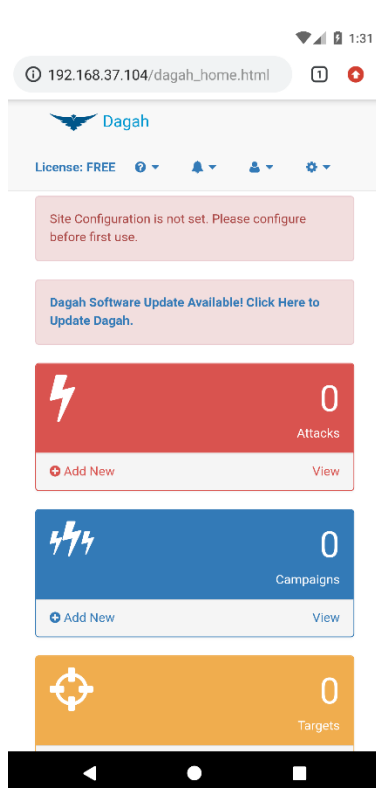 1:31
192.168.37.104/dagah_home.html
1
Dagah
License: FREE
Site Configuration is not set. Please configure
before first use.
Dagah Software Update Available! Click Here to
Update Dagah.
0
Attacks
Add New View
0
Campaigns
Add New View
0
Targets